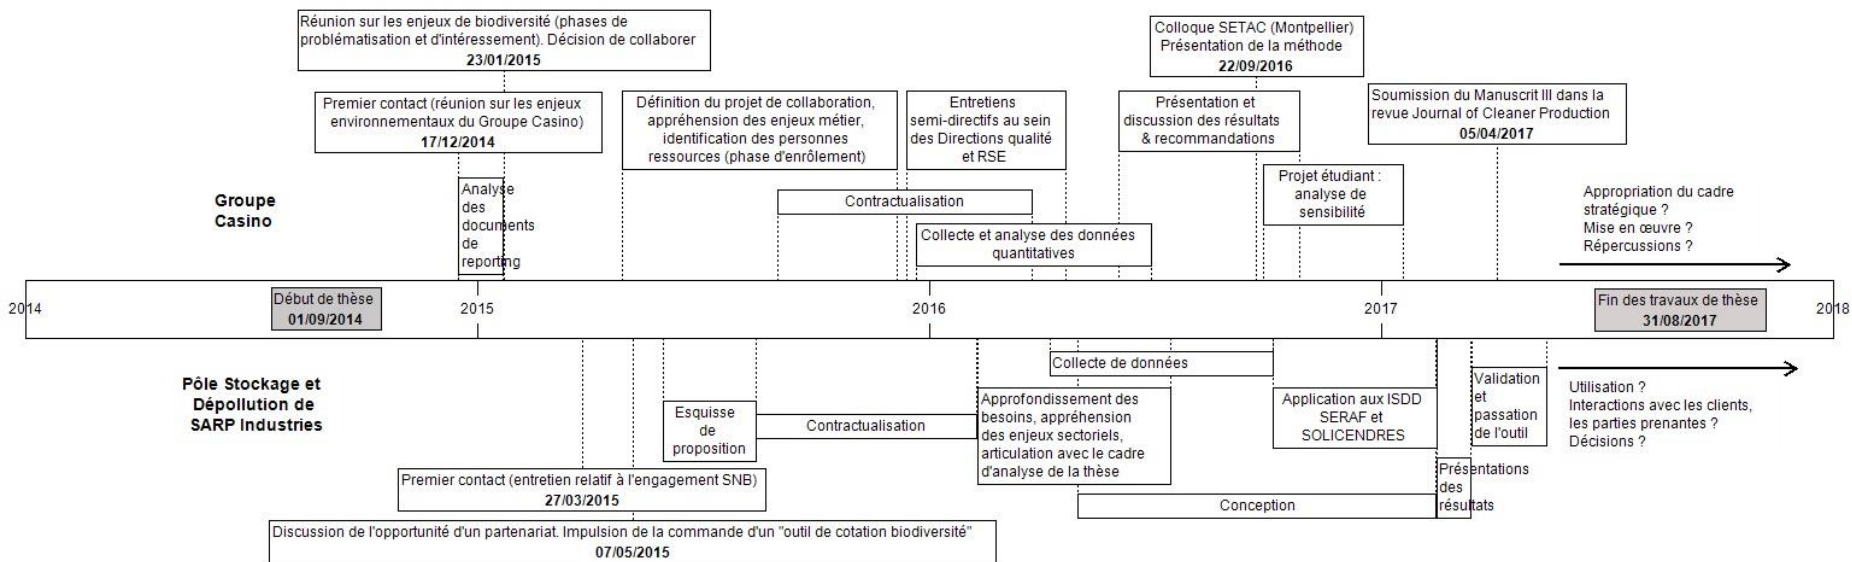 Réunion sur les enjeux de biodiversité (phases de
problématisation et d'intéressement). Décision de collaborer
23/01/2015
Colloque SETAC (Montpellier)
Présentation de la méthode
22/09/2016
Premier contact (réunion sur les enjeux
environnementaux du Groupe Casino)
17/12/2014
Définition du projet de collaboration,
appréhension des enjeux métier,
identification des personnes
ressources (phase d'enrôlement)
Entretiens
semi-directifs au sein
des Directions qualité
et RSE
Présentation et
discussion des résultats
& recommandations
Soumission du Manuscrit III dans la
revue Journal of Cleaner Production
05/04/2017
Groupe
Casino
Analyse
des
documents
de
reporting
Contractualisation
Collecte et analyse des données
quantitatives
Projet étudiant :
analyse de
sensibilité
Appropriation du cadre
stratégique ?
Mise en œuvre ?
Répercussions ?
2014
Début de thèse
01/09/2014
2015
2016
2017
Fin des travaux de thèse
31/08/2017
2018
Pôle Stockage et
Dépollution de
SARP Industries
Esquisse
de
proposition
Contractualisation
Collecte de données
Approfondissement des
besoins, appréhension
des enjeux sectoriels,
articulation avec le cadre
d'analyse de la thèse
Application aux ISDD
SERAF et
SOLICENDRES
Validation
et
passation
de l'outil
Utilisation ?
Interactions avec les clients,
les parties prenantes ?
Décisions ?
Premier contact (entretien relatif à l'engagement SNB)
27/03/2015
Conception
Présentations
des
résultats
Discussion de l'opportunité d'un partenariat. Impulsion de la commande d'un "outil de cotation biodiversité"
07/05/2015